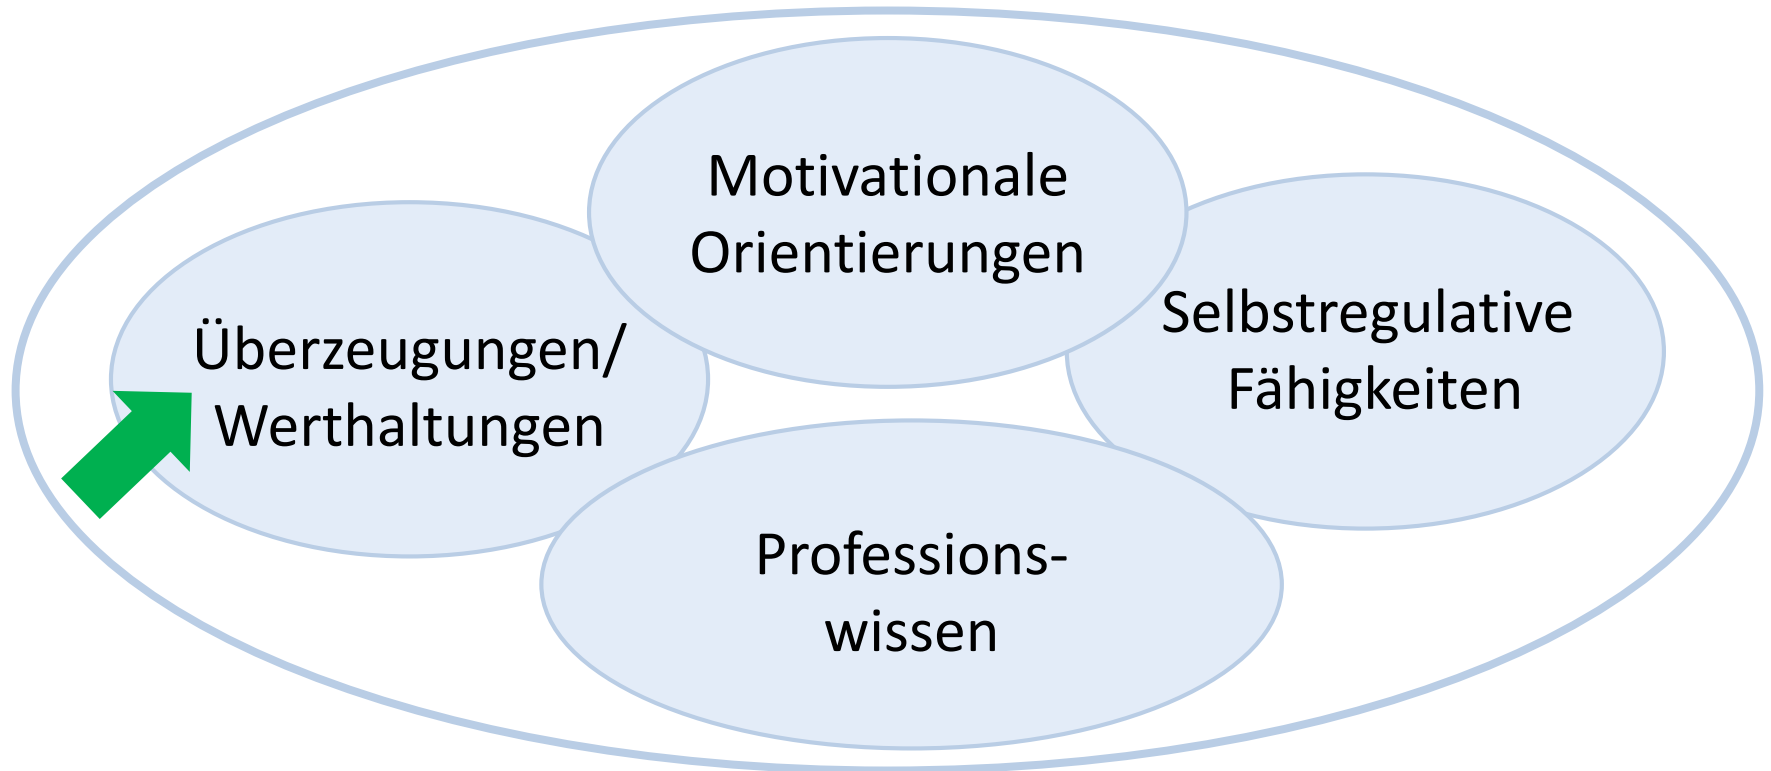 Motivationale
Orientierungen
Überzeugungen/
Werthaltungen
Selbstregulative
Fähigkeiten
Professions-
wissen